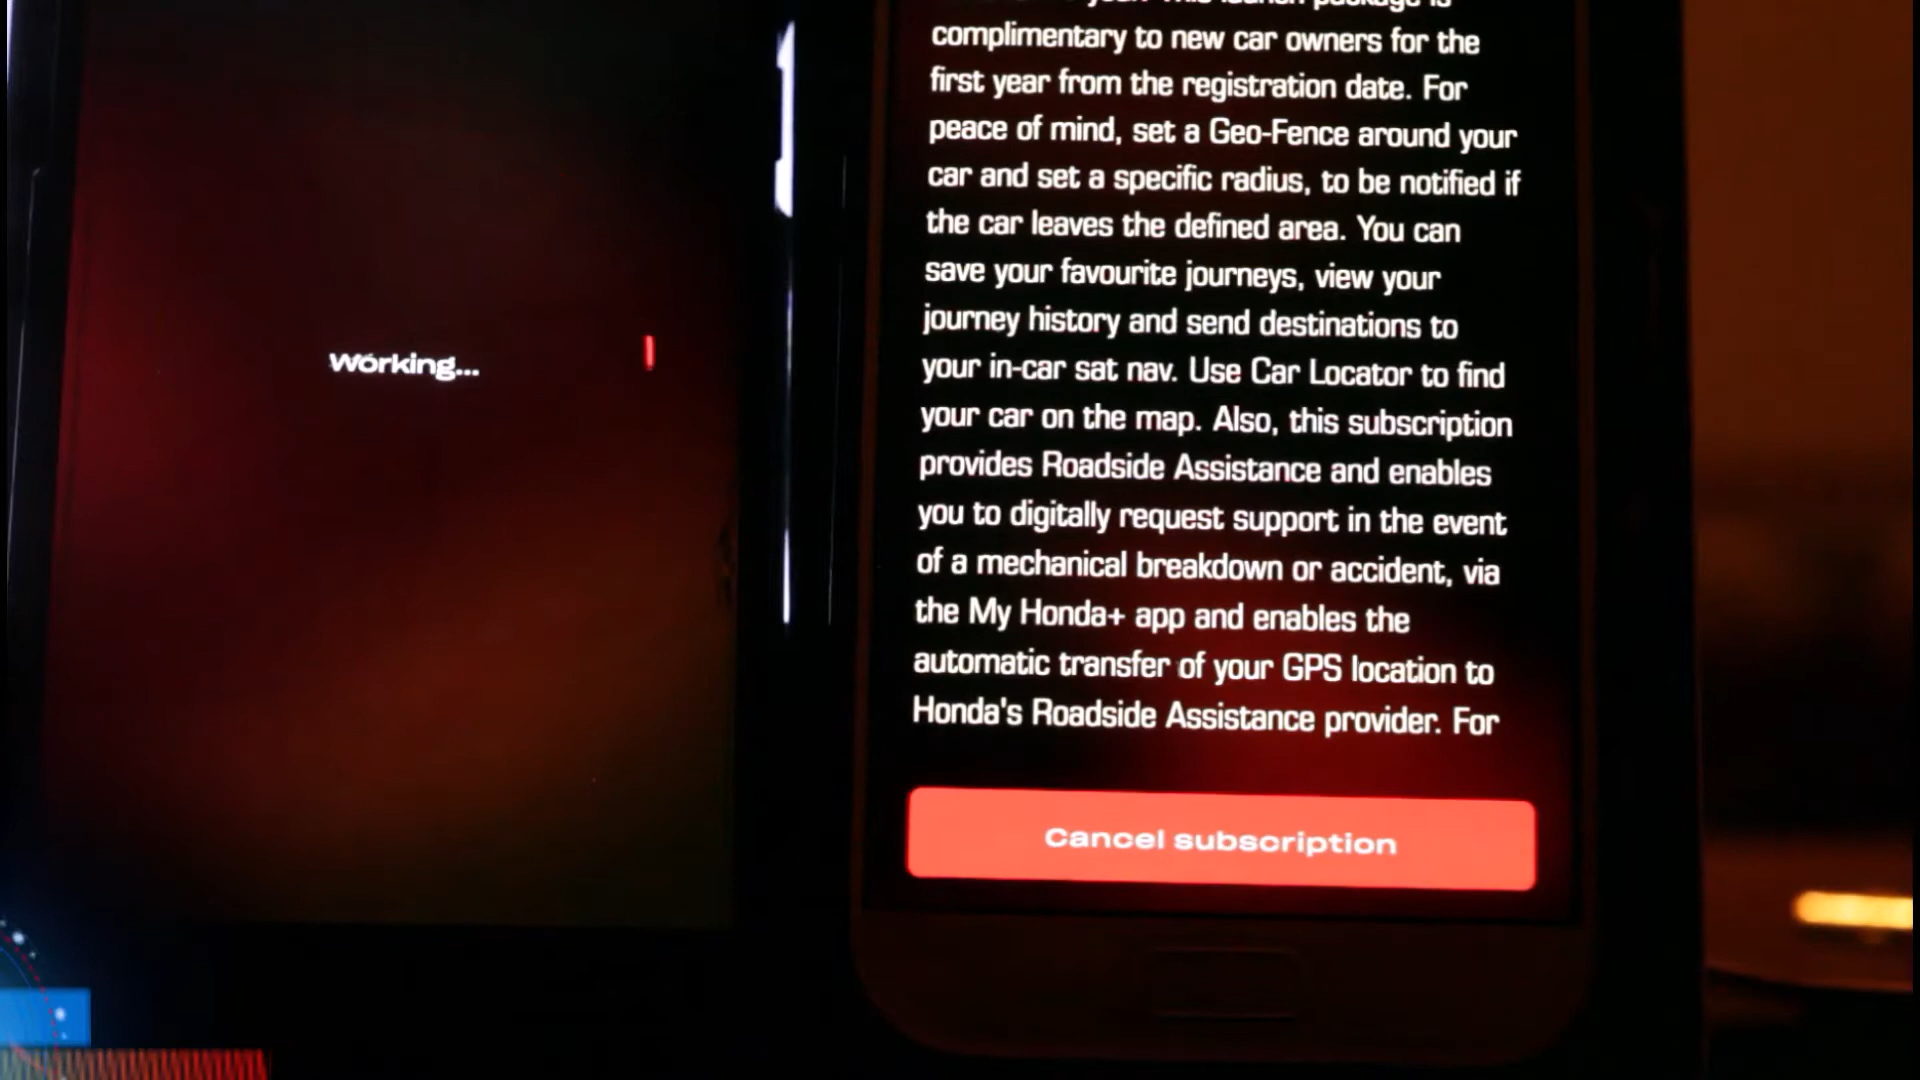 Working...
year. This launch package is
complimentary to new car owners for the
first year from the registration date. For
peace of mind, set a Geo-Fence around your
car and set a specific radius, to be notified if
the car leaves the defined area. You can
save your favourite journeys, view your
journey history and send destinations to
your in-car sat nav. Use Car Locator to find
your car on the map. Also, this subscription
provides Roadside Assistance and enables
you to digitally request support in the event
of a mechanical breakdown or accident, via
the My Honda+ app and enables the
automatic transfer of your GPS location to
Honda's Roadside Assistance provider. For
Cancel subscription